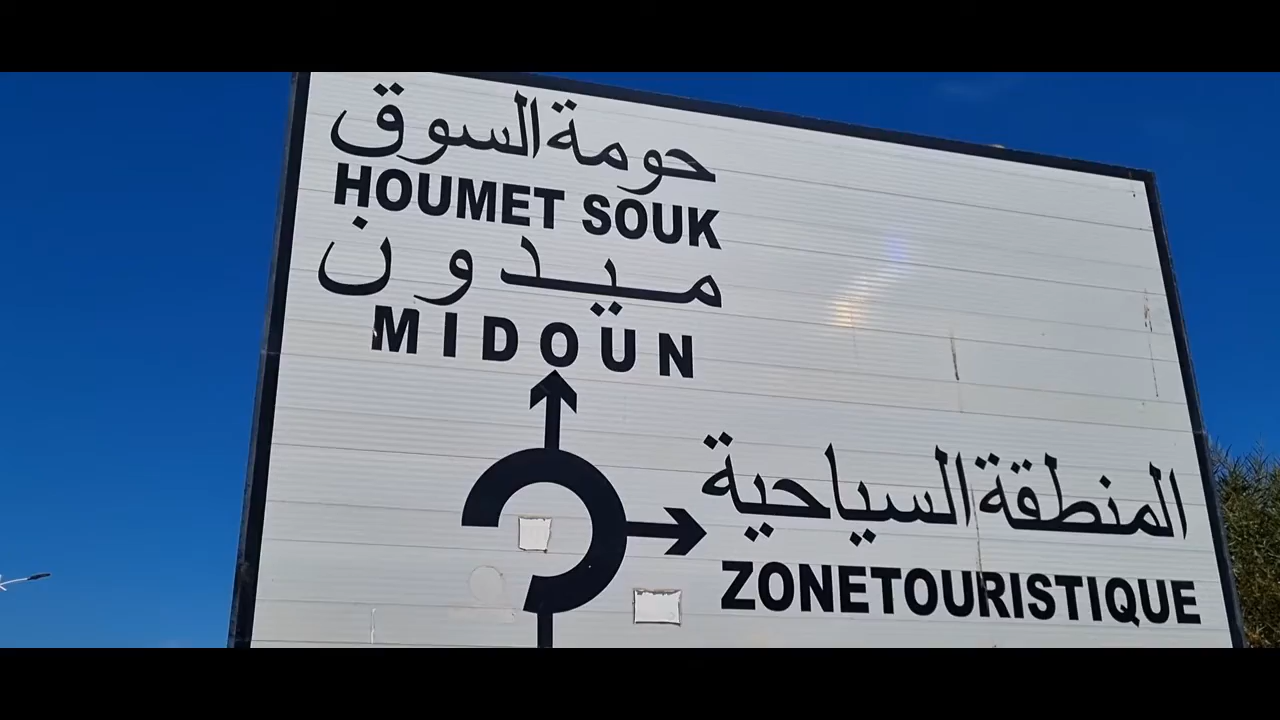 حومة السوق
HOUMET SOUK
ميدون
MIDOUN
المنطقة السياحية
ZONETOURISTIQUE